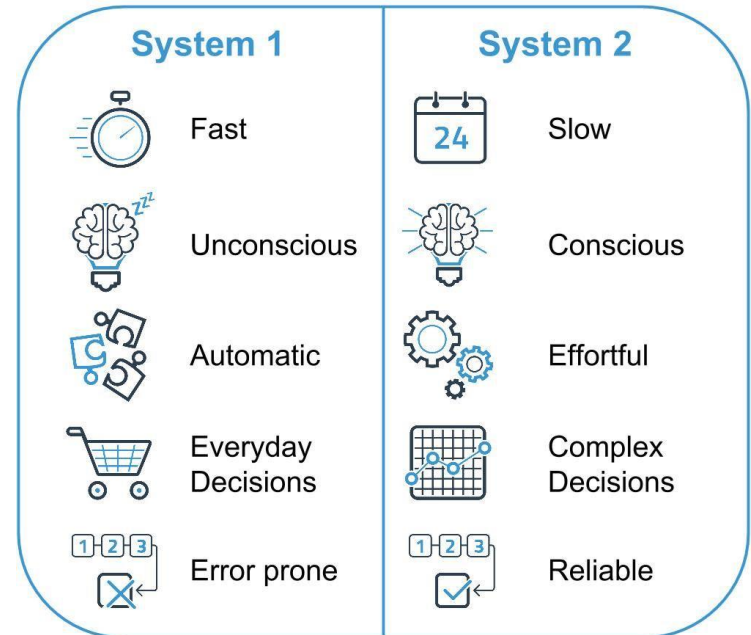 System 1
System 2
Fast
24
Slow
zzz
Unconscious
Conscious
Automatic
Effortful
Everyday
Decisions
Complex
Decisions
1 2 3
Error prone
1 2 3
Reliable